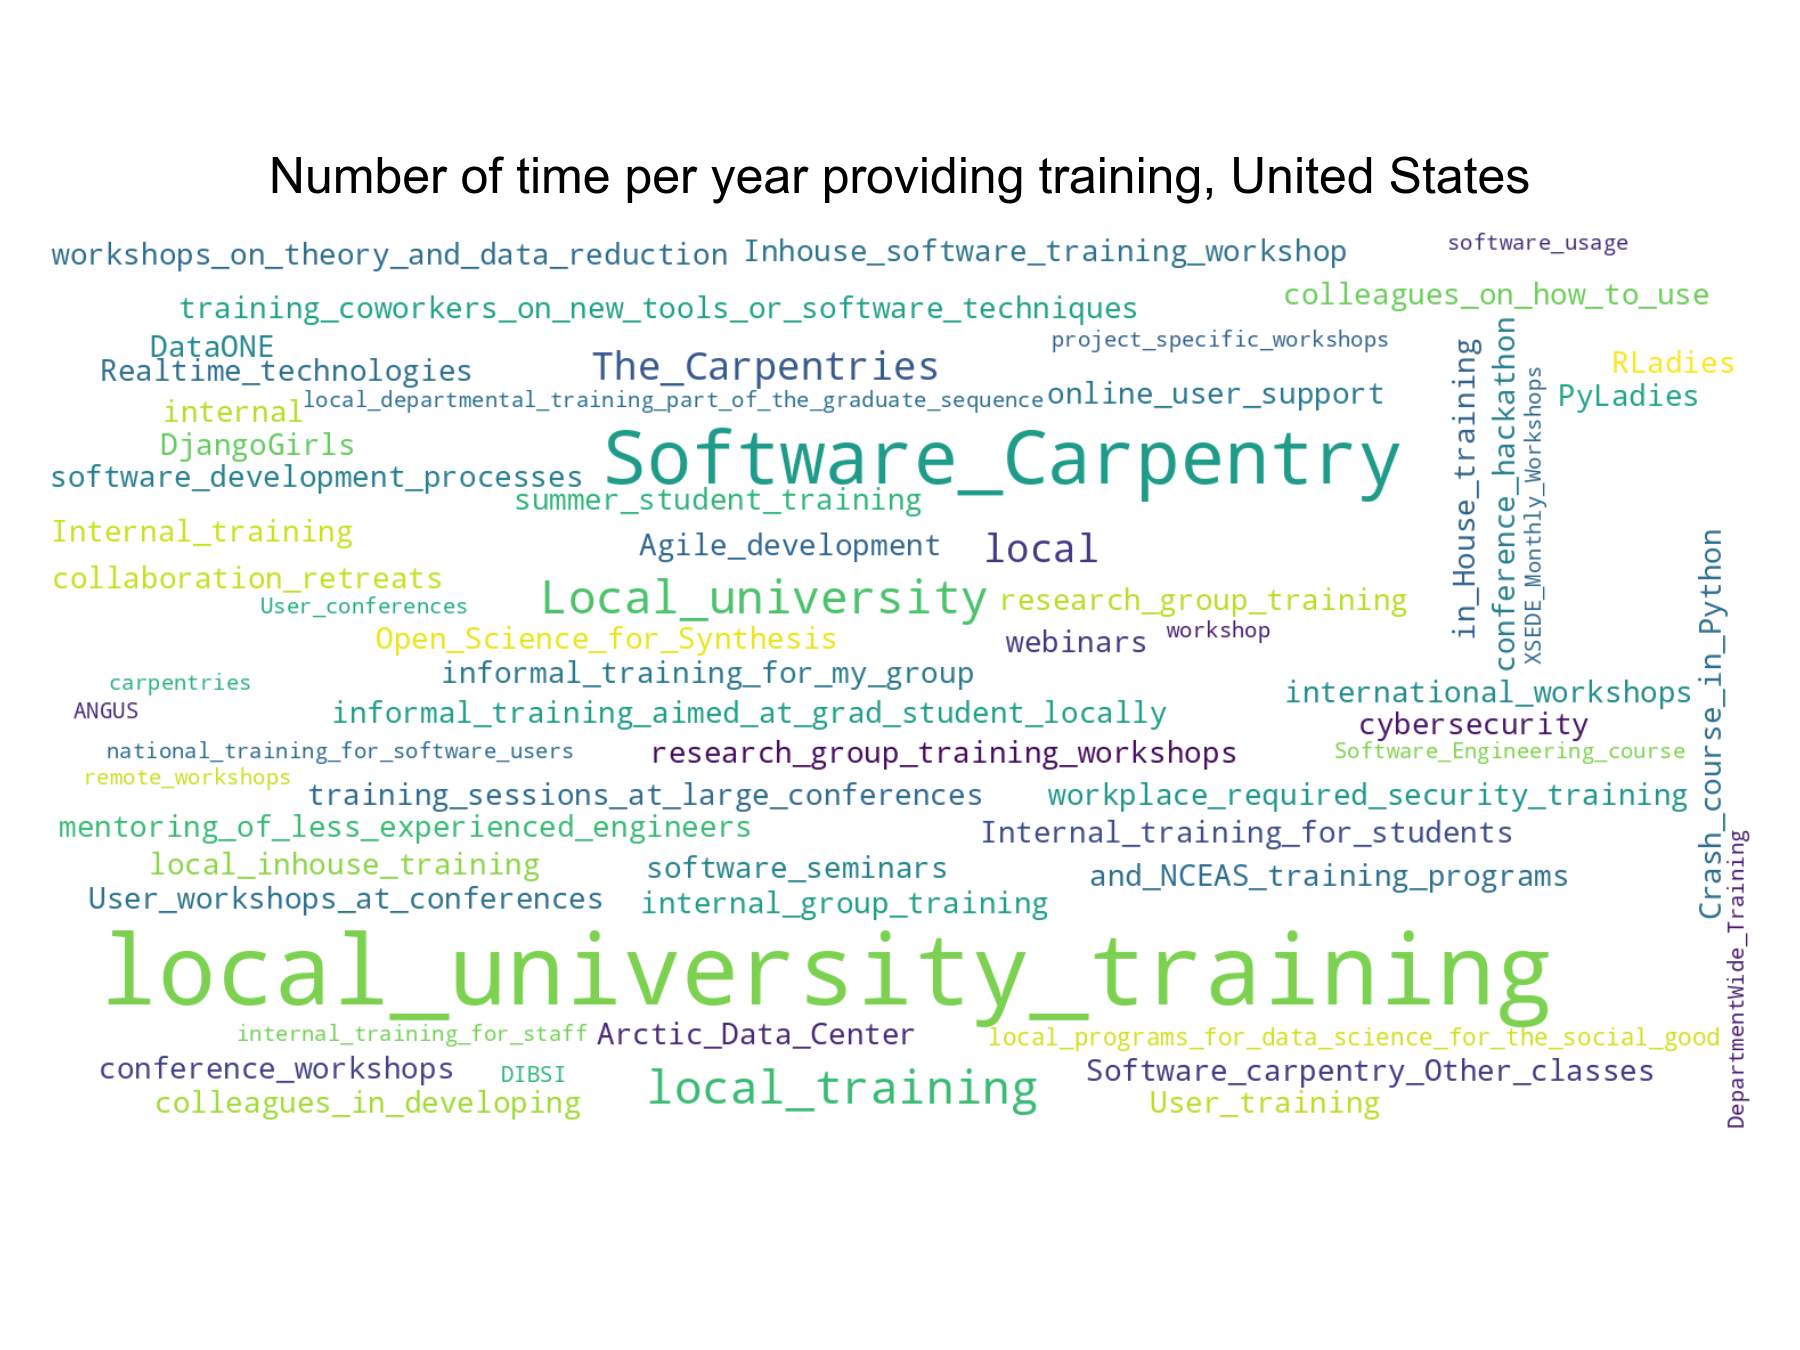 Number of time per year providing training, United States
workshops_on_theory_and_data_reduction
Inhouse_software_training_workshop
software_usage
training_coworkers_on_new_tools_or_software_techniques
colleagues_on_how_to_use
DataONE
project_specific_workshops
Realtime_technologies
The_Carpentries
RLadies
local_departmental_training_part_of_the_graduate_sequence
online_user_support
PyLadies
internal
DjangoGirls
Software_Carpentry
in_House_training
conference_hackathon
XSEDE_Monthly_Workshops
software_development_processes
summer_student_training
Internal_training
Agile_development
local
collaboration_retreats
User_conferences
Local_university
research_group_training
Open_Science_for_Synthesis
webinars
workshop
Crash_course_in_Python
carpentries
informal_training_for_my_group
international_workshops
ANGUS
informal_training_aimed_at_grad_student_locally
cybersecurity
national_training_for_software_users
research_group_training_workshops
Software_Engineering_course
remote_workshops
training_sessions_at_large_conferences
workplace_required_security_training
mentoring_of_less_experienced_engineers
Internal_training_for_students
local_inhouse_training
software_seminars
and_NCEAS_training_programs
User_workshops_at_conferences
internal_group_training
DepartmentWide_Training
local_university_training
internal_training_for_staff
Arctic_Data_Center
local_programs_for_data_science_for_the_social_good
conference_workshops
DIBSI
local_training
Software_carpentry_Other_classes
colleagues_in_developing
User_training